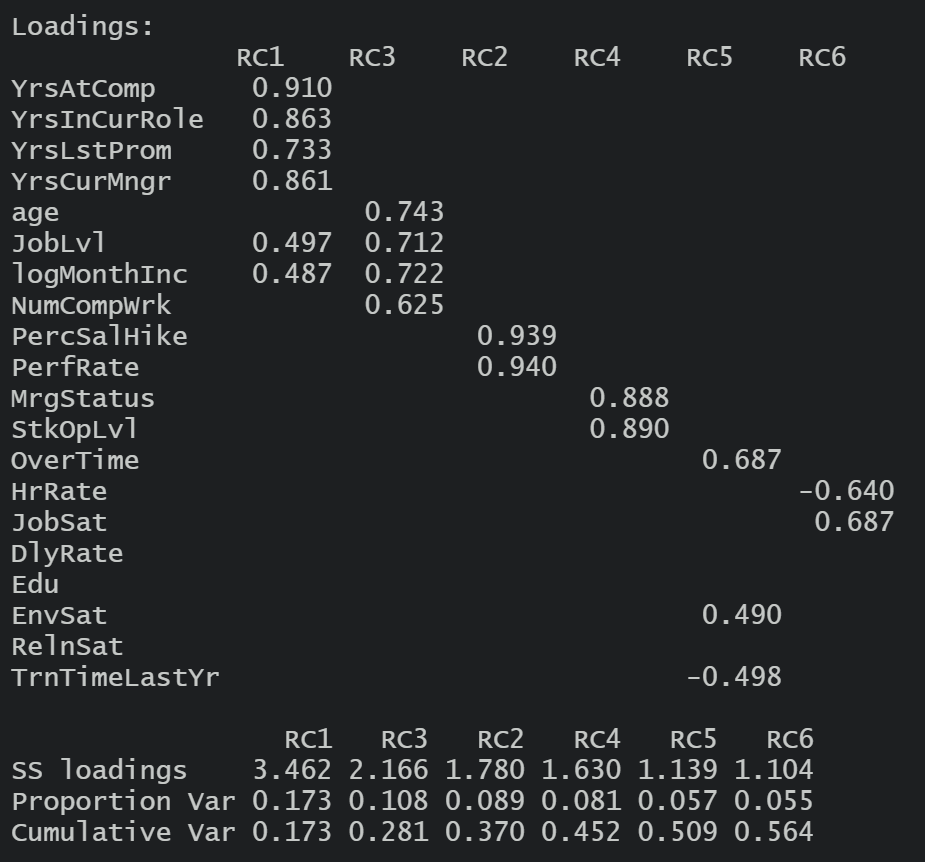 Loadings:
             RC1    RC3    RC2    RC4    RC5    RC6
YrsAtComp     0.910
YrsInCurRole  0.863
YrsLstProm    0.733
YrsCurMngr    0.861
age                  0.743
JobLvl        0.497  0.712
logMonthInc   0.487  0.722
NumCompWrk           0.625
PercSalHike                 0.939
PerfRate                    0.940
MrgStatus                          0.888
StkOpLvl                           0.890
OverTime                                  0.687
HrRate                                          -0.640
JobSat                                           0.687
DlyRate
Edu
EnvSat                                    0.490
RelnSat
TrnTimeLastYr                            -0.498
                 RC1   RC3   RC2   RC4   RC5   RC6
SS loadings    3.462 2.166 1.780 1.630 1.139 1.104
Proportion Var 0.173 0.108 0.089 0.081 0.057 0.055
Cumulative Var 0.173 0.281 0.370 0.452 0.509 0.564